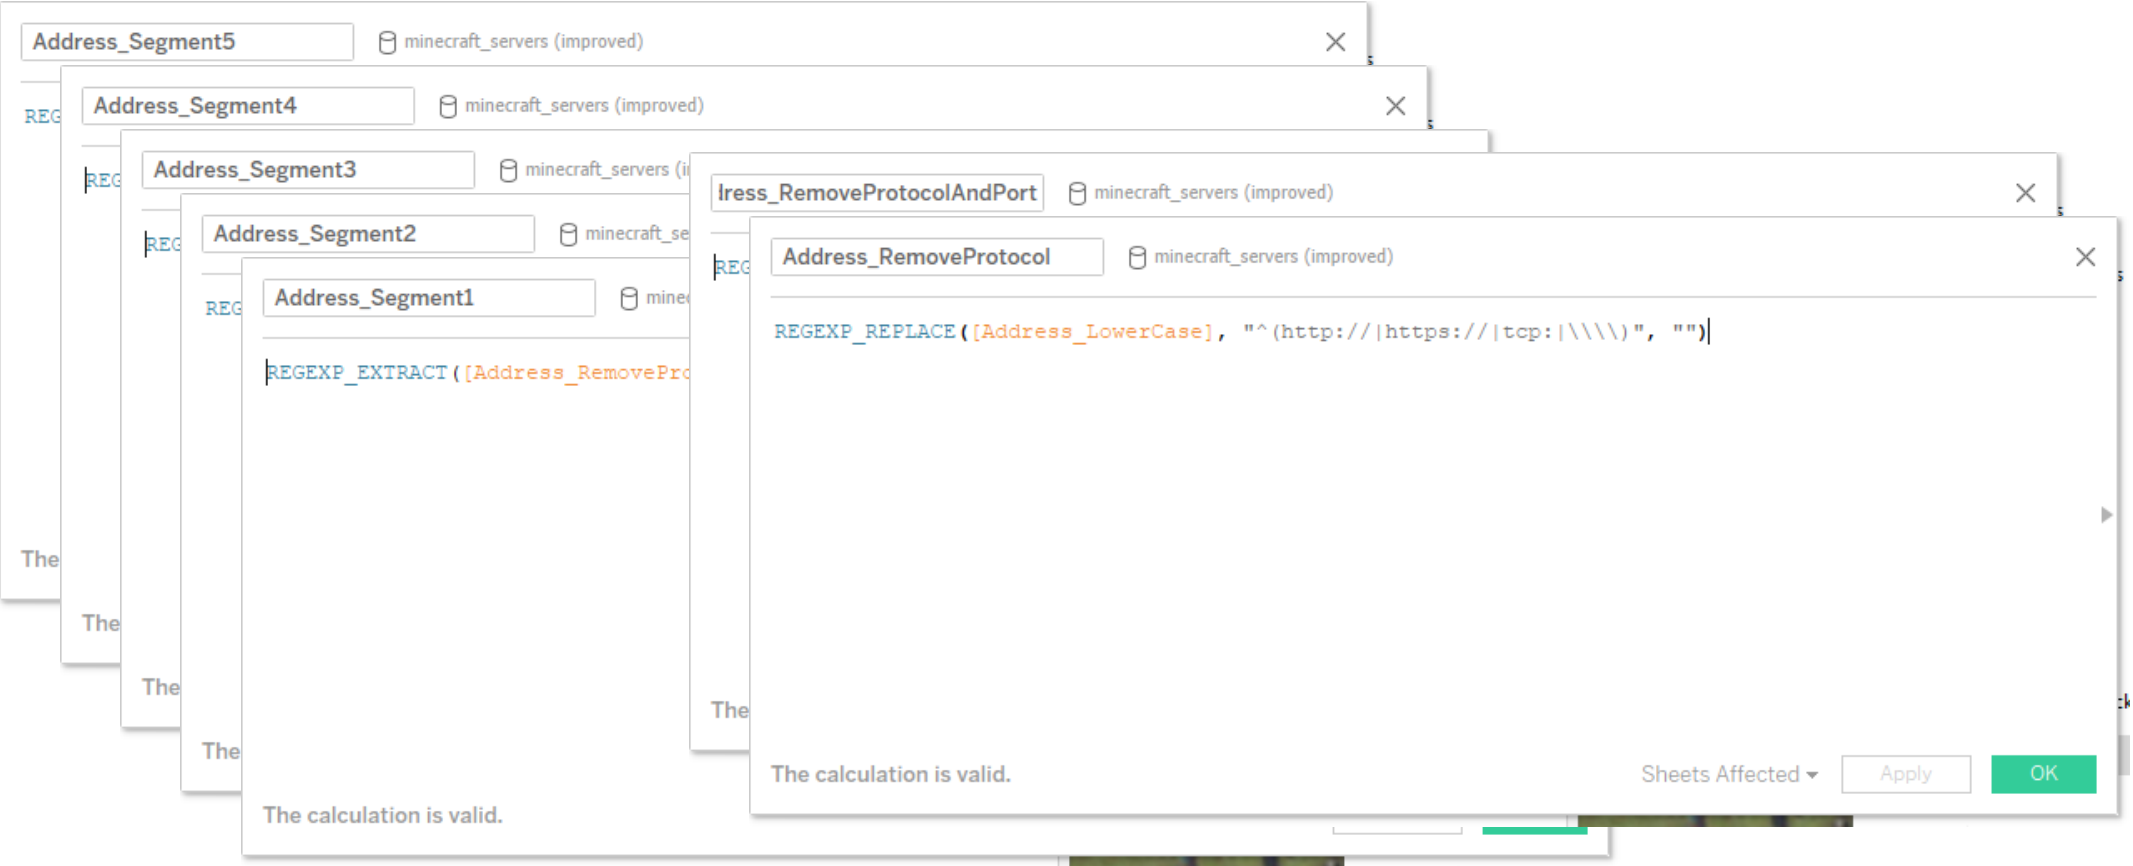 Address_Segment5 minecraft_servers (improved)
REG
The
Address_Segment4 minecraft_servers (improved)
REG
The
Address_Segment3 minecraft_servers (i
REG
The
Address_Segment2 minecraft_se
REG
The
Address_Segment1 mine
REGEXP_EXTRACT([Address_RemovePro
The calculation is valid.
ress_RemoveProtocolAndPort minecraft_servers (improved)
REG
The
Address_RemoveProtocol minecraft_servers (improved)
REGEXP_REPLACE([Address_LowerCase], "^(http://|https://|tcp:|\\\\)", "")
The calculation is valid. Sheets Affected Apply OK